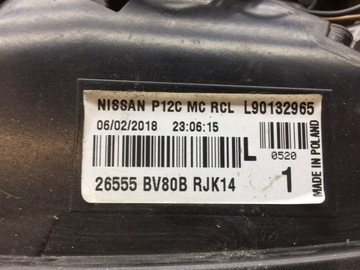 NISSAN P12C MC RCL L90132965
06/02/2018 23:06:15
L
0520
26555 BV80B RJK14
1
MADE IN POLAND